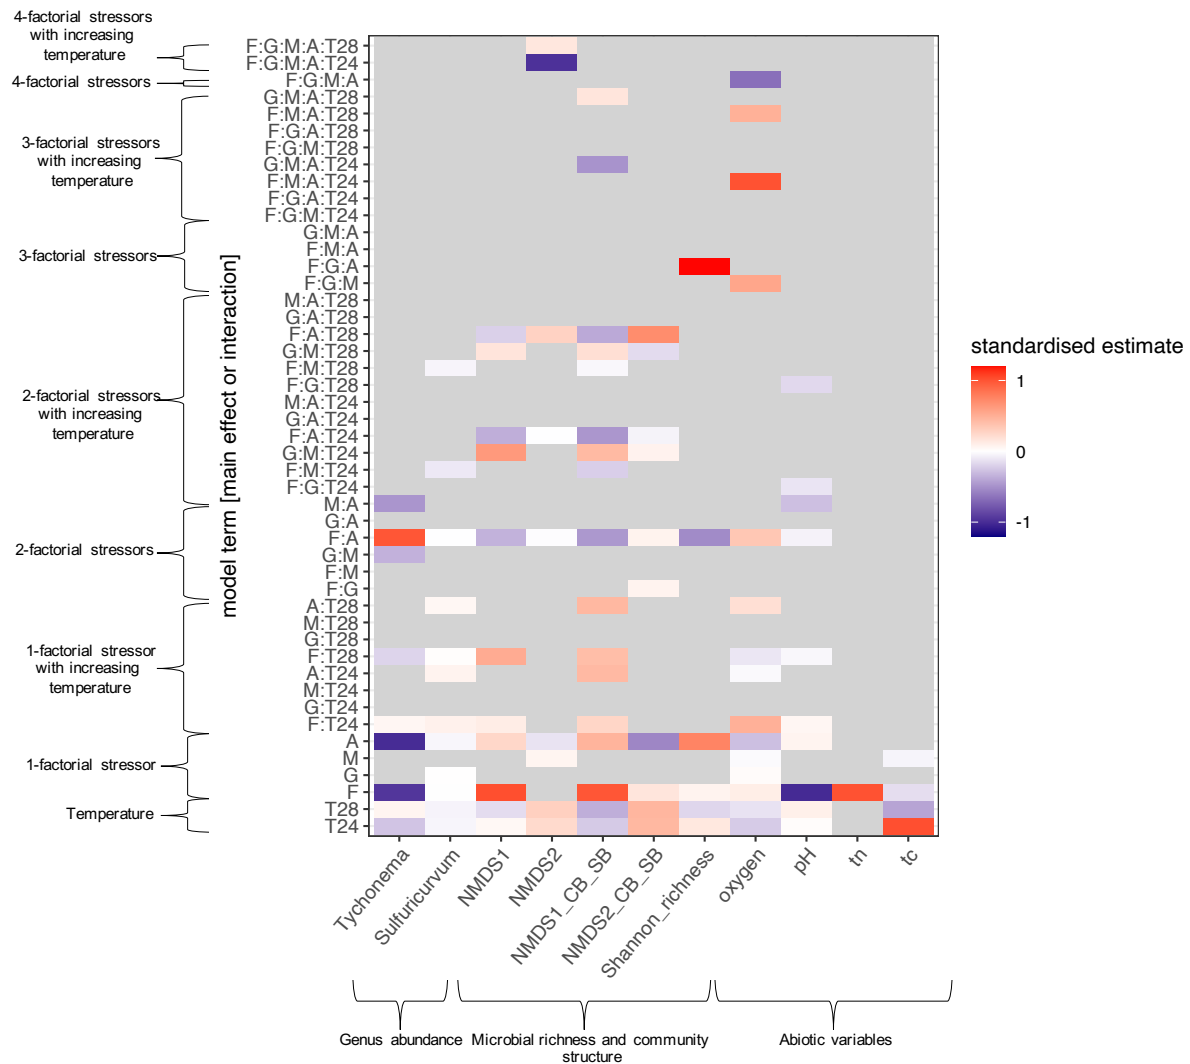 4-factorial stressors
with increasing
temperature
4-factorial stressors
3-factorial stressors
with increasing
temperature
3-factorial stressors
2-factorial stressors
with increasing
temperature
2-factorial stressors
1-factorial stressor
with increasing
temperature
1-factorial stressor
Temperature
model term [main effect or interaction]
F:G:M:A:T28
F:G:M:A:T24
F:G:M:A
G:M:A:T28
F:M:A:T28
F:G:A:T28
F:G:M:T28
G:M:A:T24
F:M:A:T24
F:G:A:T24
F:G:M:T24
G:M:A
F:M:A
F:G:A
F:G:M
M:A:T28
G:A:T28
F:A:T28
G:M:T28
F:M:T28
F:G:T28
M:A:T24
G:A:T24
F:A:T24
G:M:T24
F:M:T24
F:G:T24
M:A
G:A
F:A
G:M
F:M
F:G
A:T28
M:T28
G:T28
F:T28
A:T24
M:T24
G:T24
F:T24
A
M
G
F
T28
T24
Tychonema
Sulfuricurvum
NMDS1
NMDS2
NMDS1_CB_SB
NMDS2_CB_SB
Shannon_richness
oxygen
pH
tn
tc
Genus abundance
Microbial richness and community
structure
Abiotic variables
standardised estimate
1
0
-1